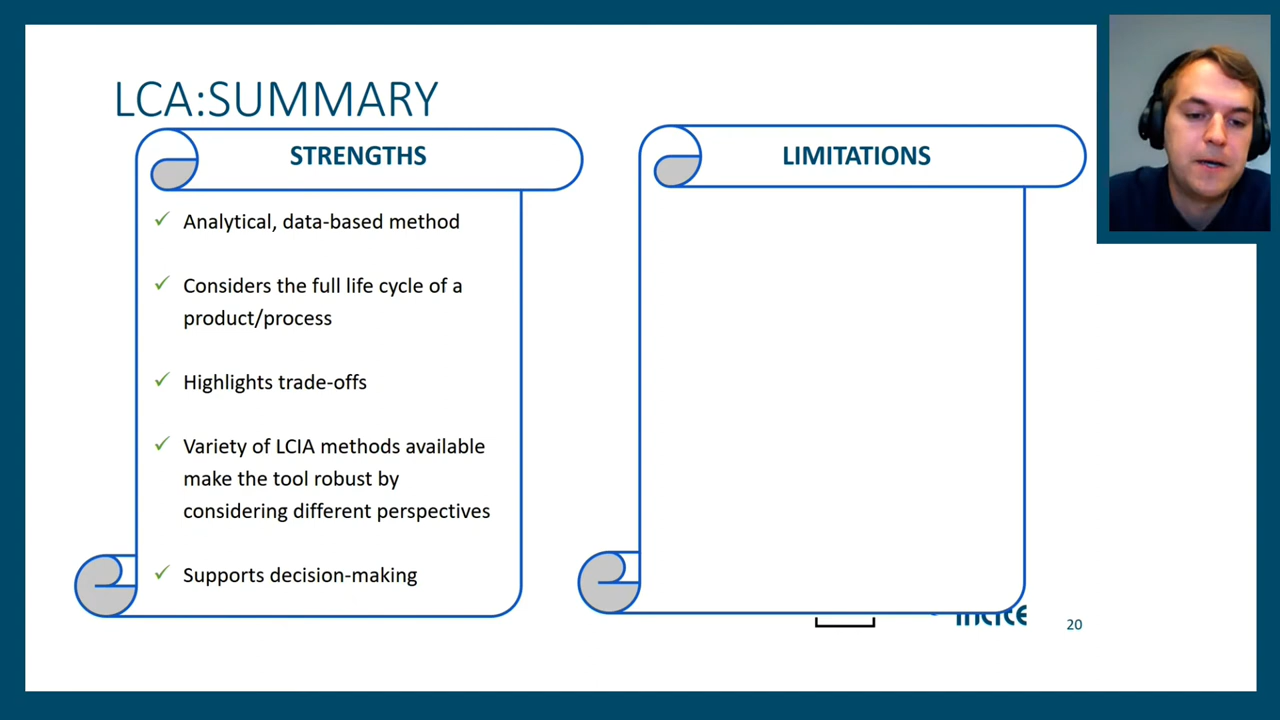 LCA:SUMMARY
STRENGTHS
Analytical, data-based method
Considers the full life cycle of a
product/process
Highlights trade-offs
Variety of LCIA methods available
make the tool robust by
considering different perspectives
Supports decision-making
LIMITATIONS
20